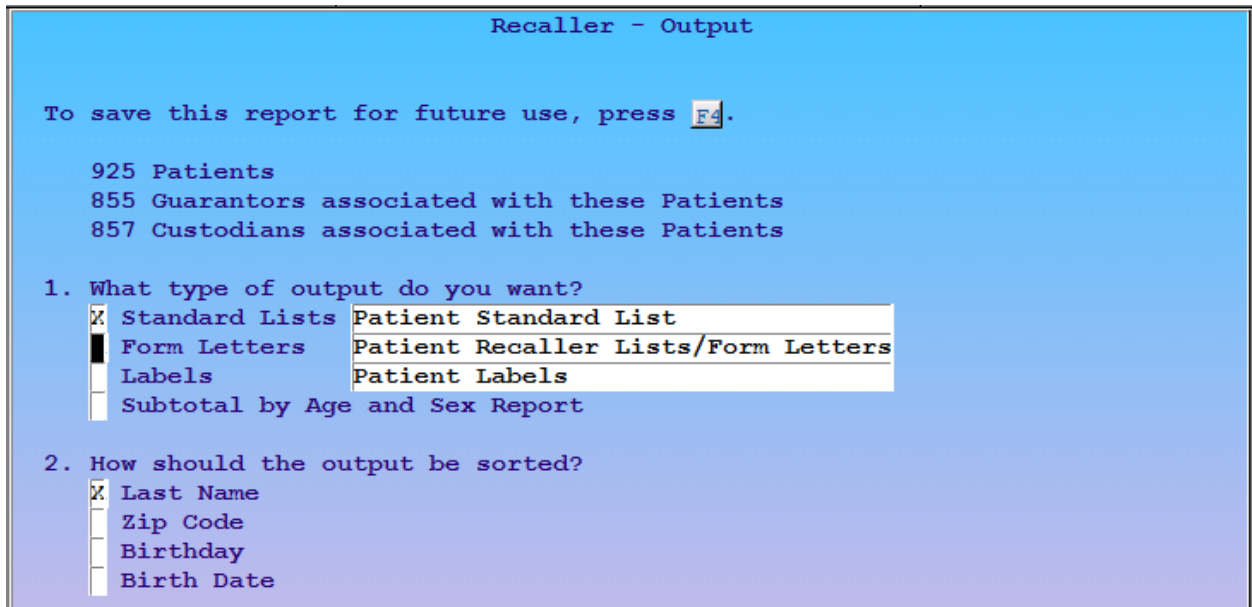 Recaller - Output
To save this report for future use, press F4.
925 Patients
855 Guarantors associated with these Patients
857 Custodians associated with these Patients
1. What type of output do you want?
X Standard Lists Patient Standard List
Form Letters Patient Recaller Lists/Form Letters
Labels Patient Labels
Subtotal by Age and Sex Report
2. How should the output be sorted?
X Last Name
Zip Code
Birthday
Birth Date